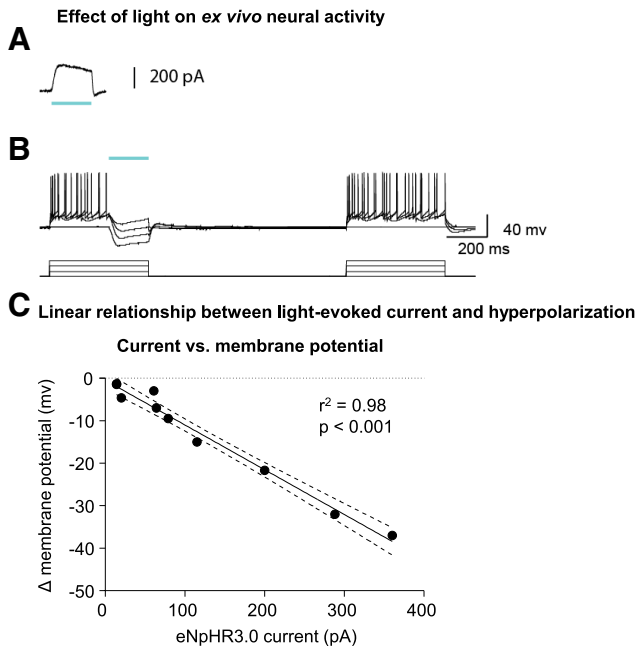 Effect of light on ex vivo neural activity
A
200 pA
B
40 mv
200 ms
C Linear relationship between light-evoked current and hyperpolarization
Current vs. membrane potential
r² = 0.98
p < 0.001
Δ membrane potential (mv)
0
-10
-20
-30
-40
-50
0 100 200 300 400
eNpHR3.0 current (pA)